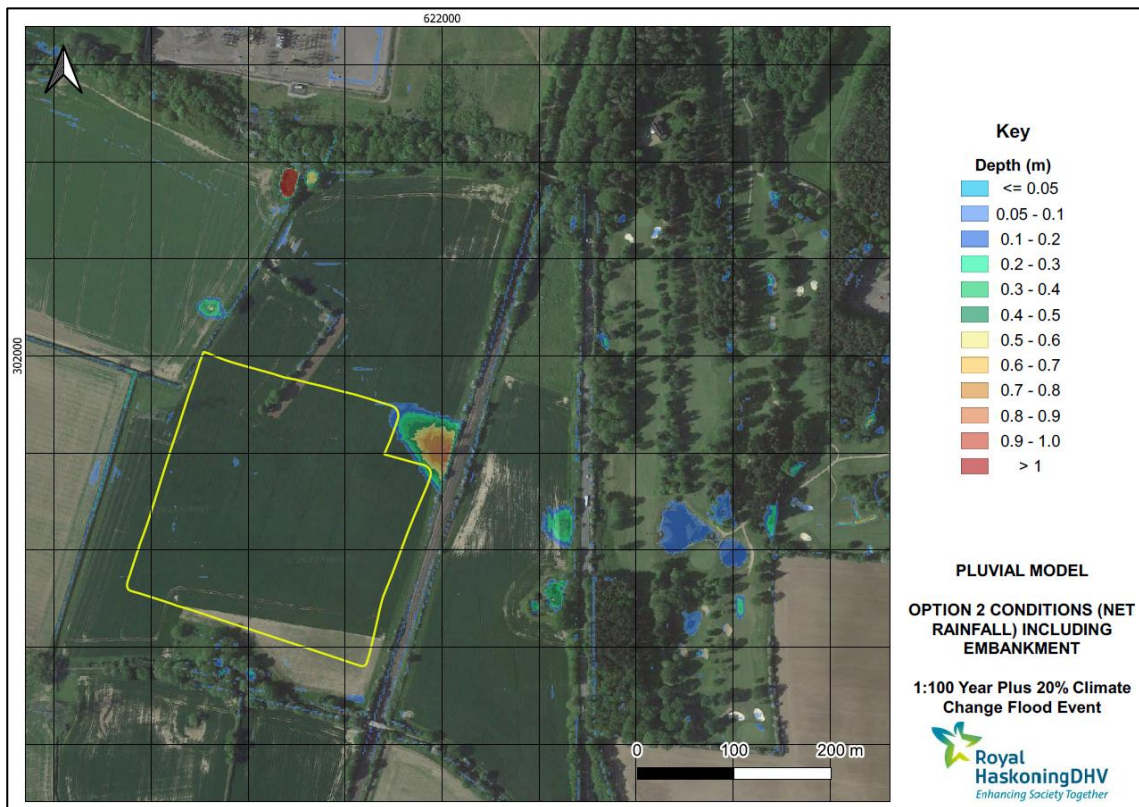 622000
302000
Key
Depth (m)
<= 0.05
0.05 - 0.1
0.1 - 0.2
0.2 - 0.3
0.3 - 0.4
0.4 - 0.5
0.5 - 0.6
0.6 - 0.7
0.7 - 0.8
0.8 - 0.9
0.9 - 1.0
> 1
PLUVIAL MODEL
OPTION 2 CONDITIONS (NET
RAINFALL) INCLUDING
EMBANKMENT
1:100 Year Plus 20% Climate
Change Flood Event
0 100 200 m
Royal
HaskoningDHV
Enhancing Society Together